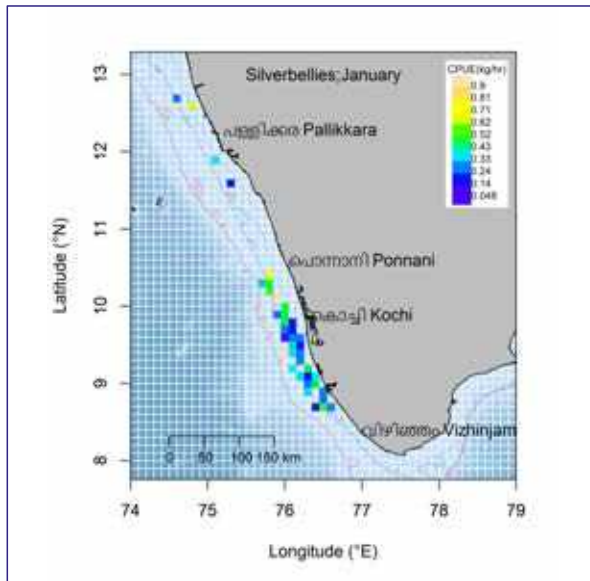 Silverbellies;January
CPUE(kg/hr)
0.9
0.81
0.71
0.62
0.52
0.43
0.33
0.24
0.14
0.048
പള്ളിക്കര Pallikkara
പൊന്നാനി Ponnani
കൊച്ചി Kochi
വിഴിഞ്ഞം Vizhinjam
0 50 100 150 km
13
12
11
10
9
8
Latitude (°N)
74 75 76 77 78 79
Longitude (°E)